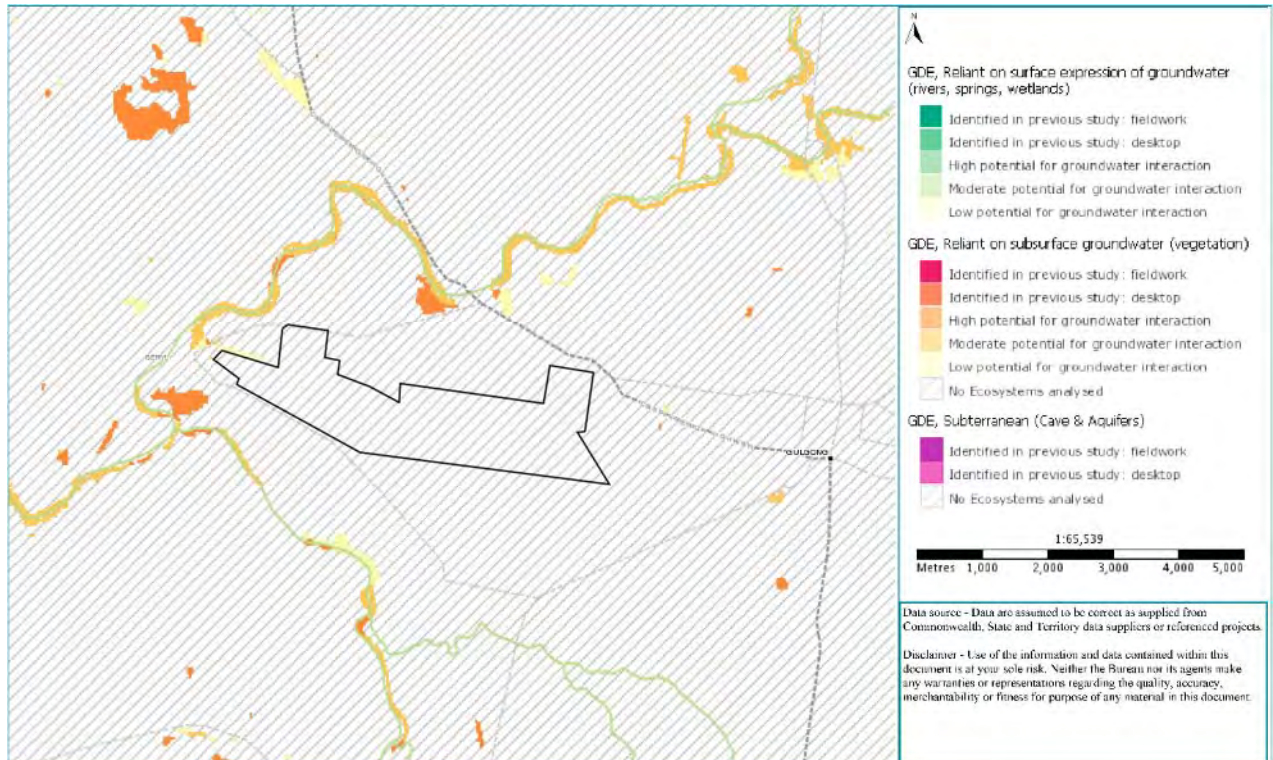 N
GDE, Reliant on surface expression of groundwater
(rivers, springs, wetlands)
Identified in previous study: fieldwork
Identified in previous study: desktop
High potential for groundwater interaction
Moderate potential for groundwater interaction
Low potential for groundwater interaction
GDE, Reliant on subsurface groundwater (vegetation)
Identified in previous study: fieldwork
Identified in previous study: desktop
High potential for groundwater interaction
Moderate potential for groundwater interaction
Low potential for groundwater interaction
No Ecosystems analysed
GDE, Subterranean (Cave & Aquifers)
Identified in previous study: fieldwork
Identified in previous study: desktop
No Ecosystems analysed
1:65,539
Metres 1,000 2,000 3,000 4,000 5,000
Data source - Data are assumed to be correct as supplied from
Commonwealth, State and Territory data suppliers or referenced projects.
Disclaimer - Use of the information and data contained within this
document is at your sole risk. Neither the Bureau nor its agents make
any warranties or representations regarding the quality, accuracy,
merchantability or fitness for purpose of any material in this document.
GULGONG